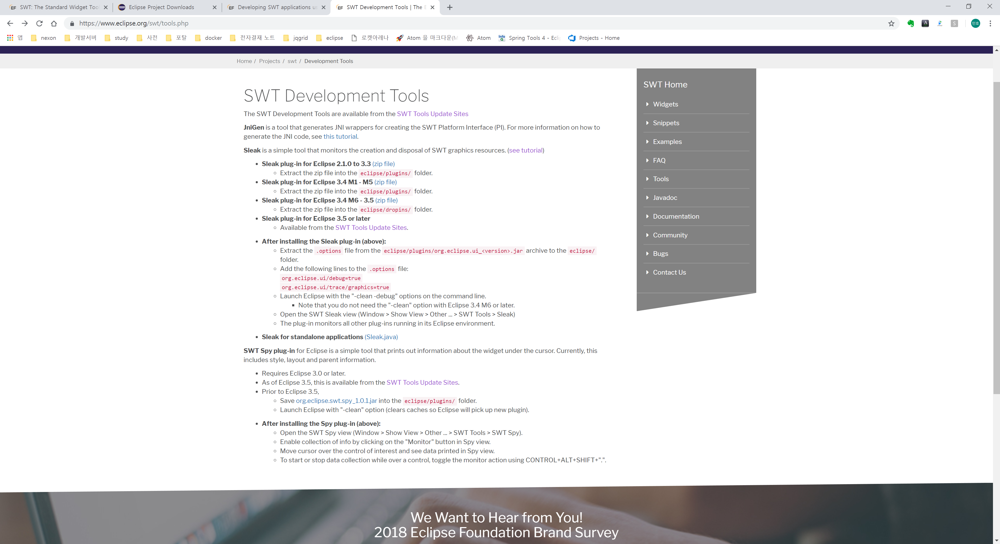 SWT: The Standard Widget Tool
Eclipse Project Downloads
Developing SWT applications us
SWT Development Tools | The E
https://www.eclipse.org/swt/tools.php
민호
앱
nexon
개발서버
study
사전
포탈
docker
전자결재 노트
jqgrid
eclipse
로켓아레나
Atom 을 마크다운(M
Atom
Spring Tools 4 - Ecli
Projects - Home
Home / Projects / swt / Development Tools
SWT Development Tools
The SWT Development Tools are available from the SWT Tools Update Sites
JniGen is a tool that generates JNI wrappers for creating the SWT Platform Interface (PI). For more information on how to
generate the JNI code, see this tutorial.
Sleak is a simple tool that monitors the creation and disposal of SWT graphics resources. (see tutorial)
• Sleak plug-in for Eclipse 2.1.0 to 3.3 (zip file)
◦ Extract the zip file into the eclipse/plugins/ folder.
• Sleak plug-in for Eclipse 3.4 M1 - M5 (zip file)
◦ Extract the zip file into the eclipse/plugins/ folder.
• Sleak plug-in for Eclipse 3.4 M6 - 3.5 (zip file)
◦ Extract the zip file into the eclipse/dropins/ folder.
• Sleak plug-in for Eclipse 3.5 or later
◦ Available from the SWT Tools Update Sites.
• After installing the Sleak plug-in (above):
◦ Extract the .options file from the eclipse/plugins/org.eclipse.ui_<version>.jar archive to the eclipse/
folder.
◦ Add the following lines to the .options file:
org.eclipse.ui/debug=true
org.eclipse.ui/trace/graphics=true
◦ Launch Eclipse with the "-clean -debug" options on the command line.
▪ Note that you do not need the "-clean" option with Eclipse 3.4 M6 or later.
◦ Open the SWT Sleak view (Window > Show View > Other ... > SWT Tools > Sleak)
◦ The plug-in monitors all other plug-ins running in its Eclipse environment.
• Sleak for standalone applications (Sleak.java)
SWT Spy plug-in for Eclipse is a simple tool that prints out information about the widget under the cursor. Currently, this
includes style, layout and parent information.
• Requires Eclipse 3.0 or later.
• As of Eclipse 3.5, this is available from the SWT Tools Update Sites.
• Prior to Eclipse 3.5,
◦ Save org.eclipse.swt.spy_1.0.1.jar into the eclipse/plugins/ folder.
◦ Launch Eclipse with "-clean" option (clears caches so Eclipse will pick up new plugin).
• After installing the Spy plug-in (above):
◦ Open the SWT Spy view (Window > Show View > Other ... > SWT Tools > SWT Spy).
◦ Enable collection of info by clicking on the "Monitor" button in Spy view.
◦ Move cursor over the control of interest and see data printed in Spy view.
◦ To start or stop data collection while over a control, toggle the monitor action using CONTROL+ALT+SHIFT+".".
SWT Home
Widgets
Snippets
Examples
FAQ
Tools
Javadoc
Documentation
Community
Bugs
Contact Us
We Want to Hear from You!
2018 Eclipse Foundation Brand Survey